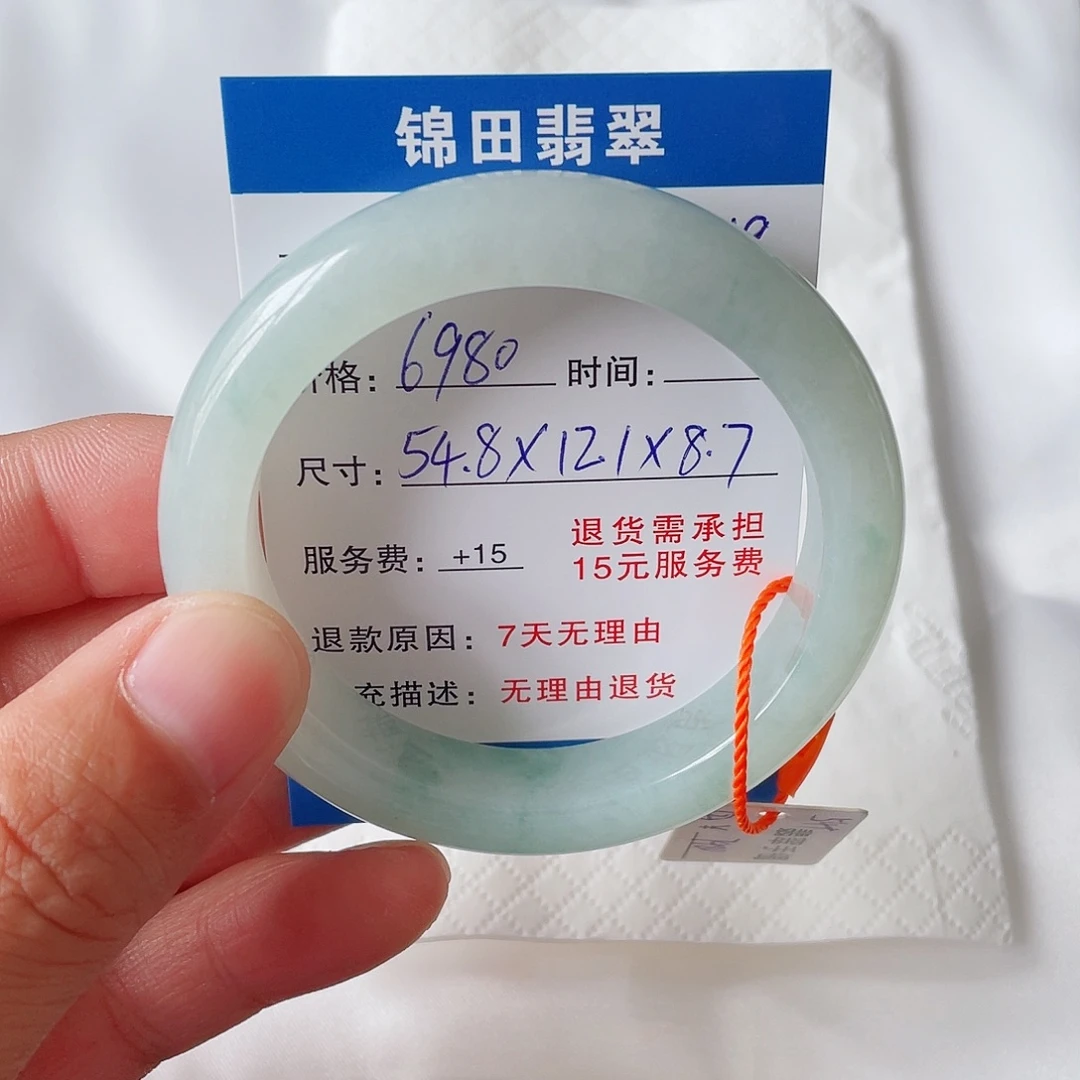 锦田翡翠
格：6980 时间：
尺寸：54.8X12.1X8.7
服务费：+15 退货需承担
15元服务费
退款原因：7天无理由
充描述：无理由退货